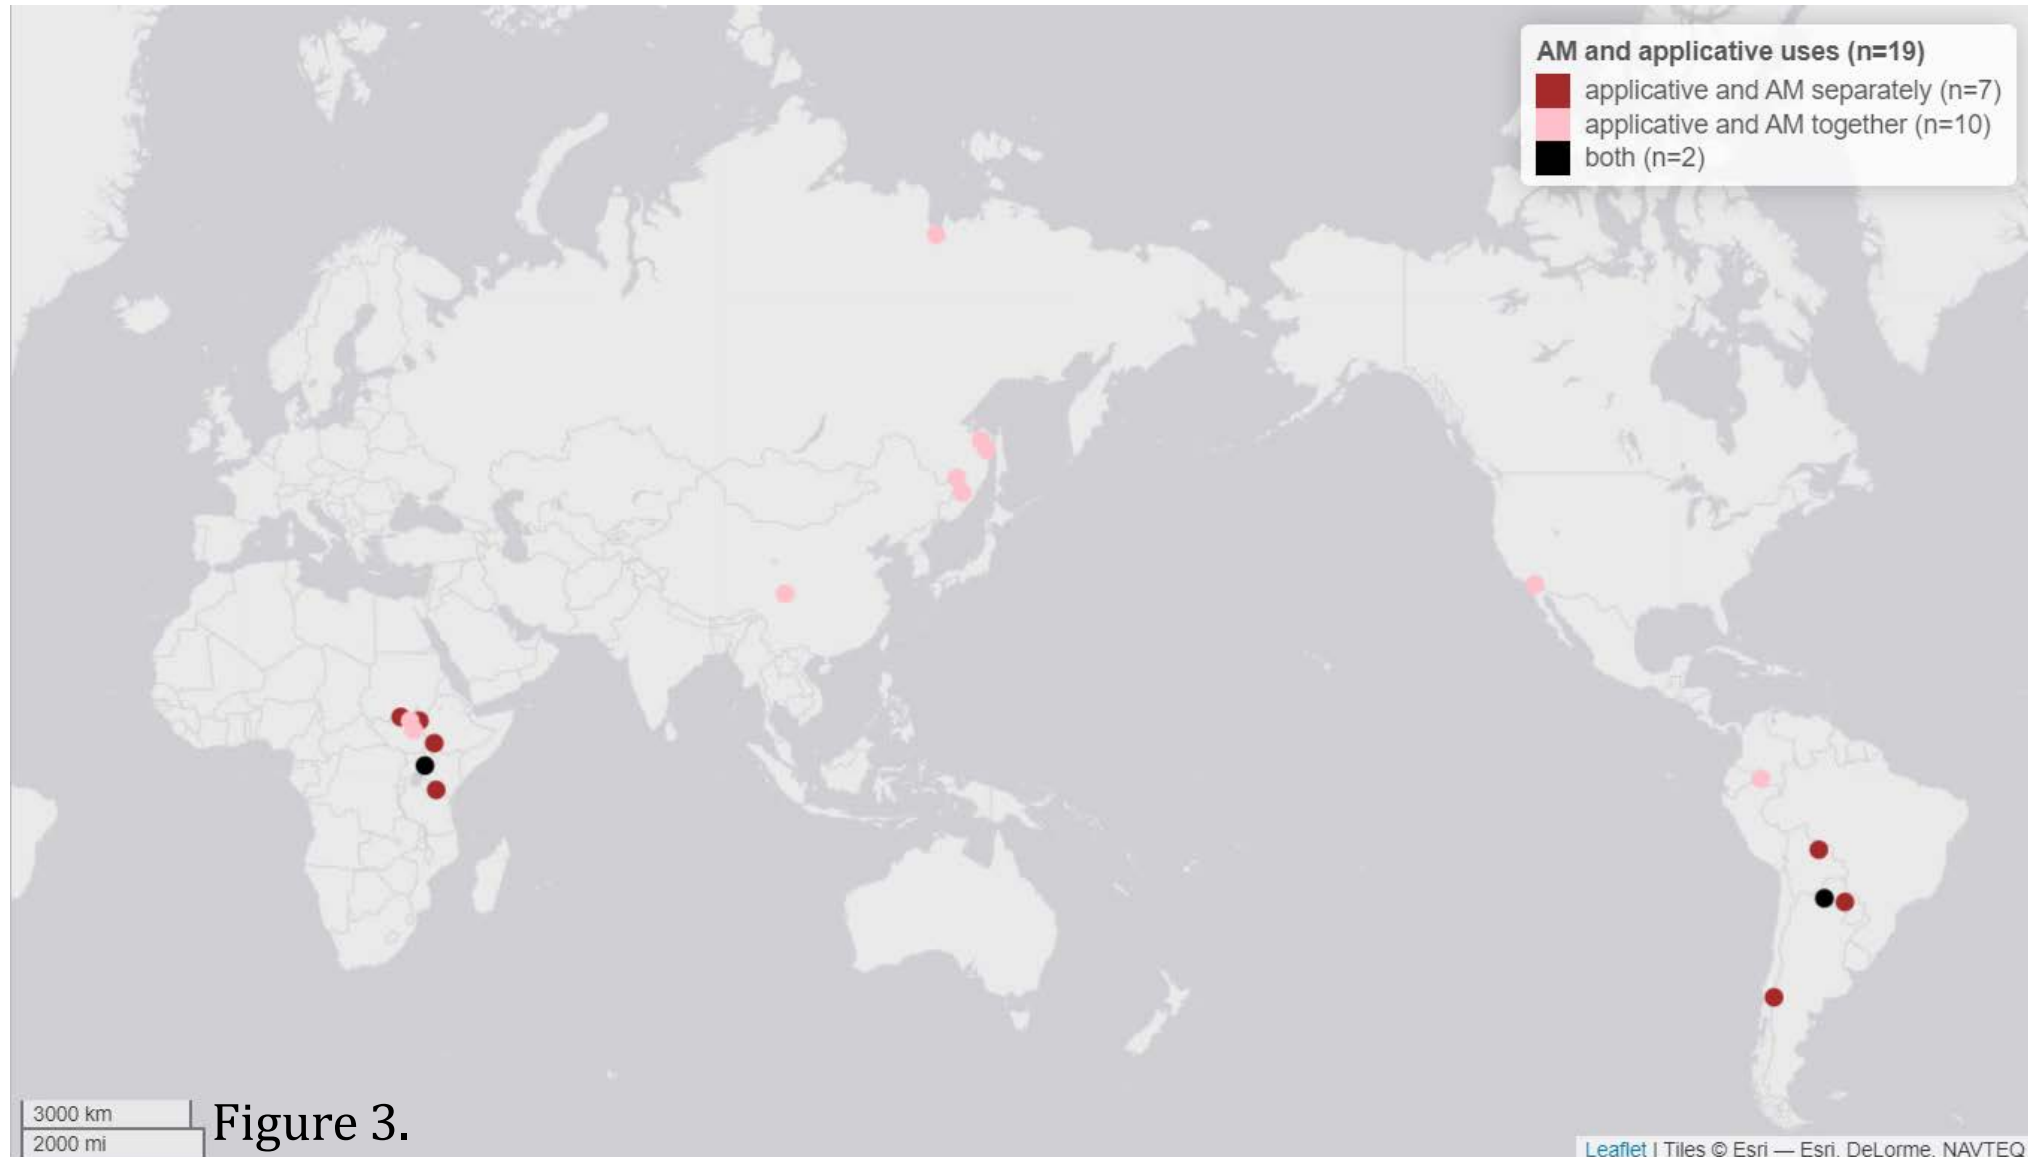 AM and applicative uses (n=19)
applicative and AM separately (n=7)
applicative and AM together (n=10)
both (n=2)
3000 km
2000 mi
Figure 3.
Leaflet | Tiles © Esri — Esri, DeLorme, NAVTEQ